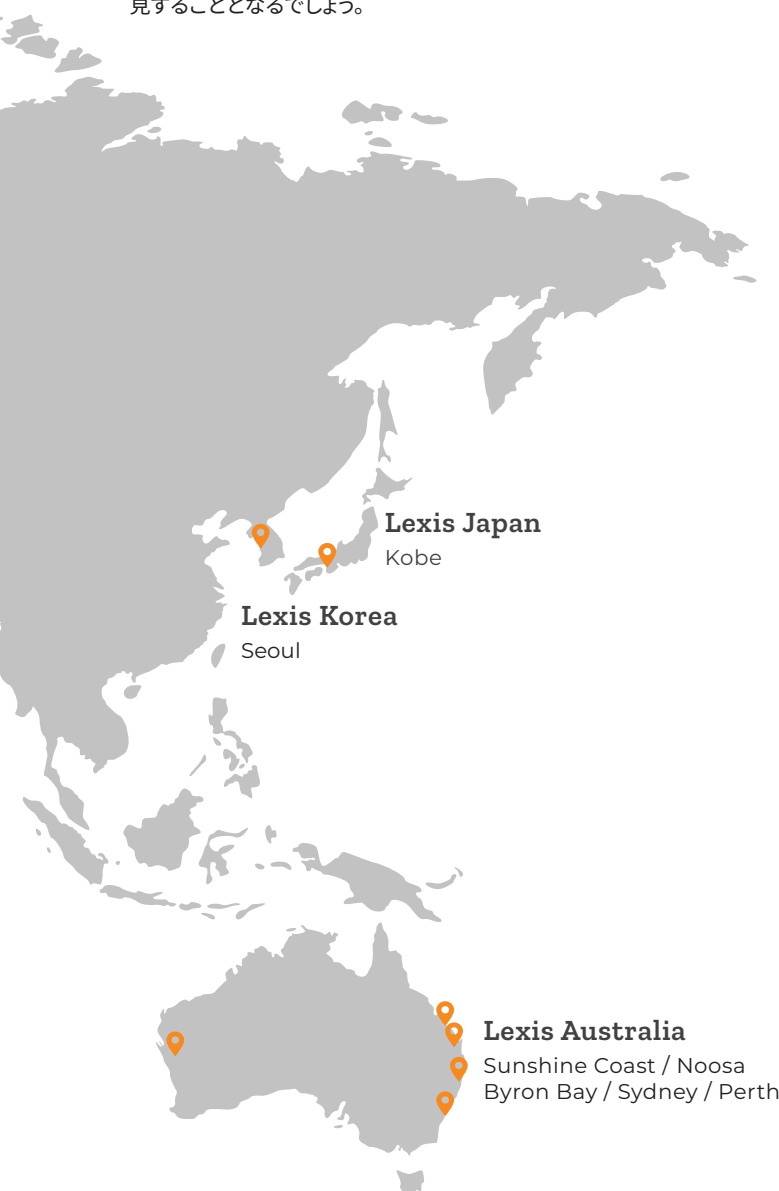 見することとなるでしょう。
Lexis Japan
Kobe
Lexis Korea
Seoul
Lexis Australia
Sunshine Coast / Noosa
Byron Bay / Sydney / Perth